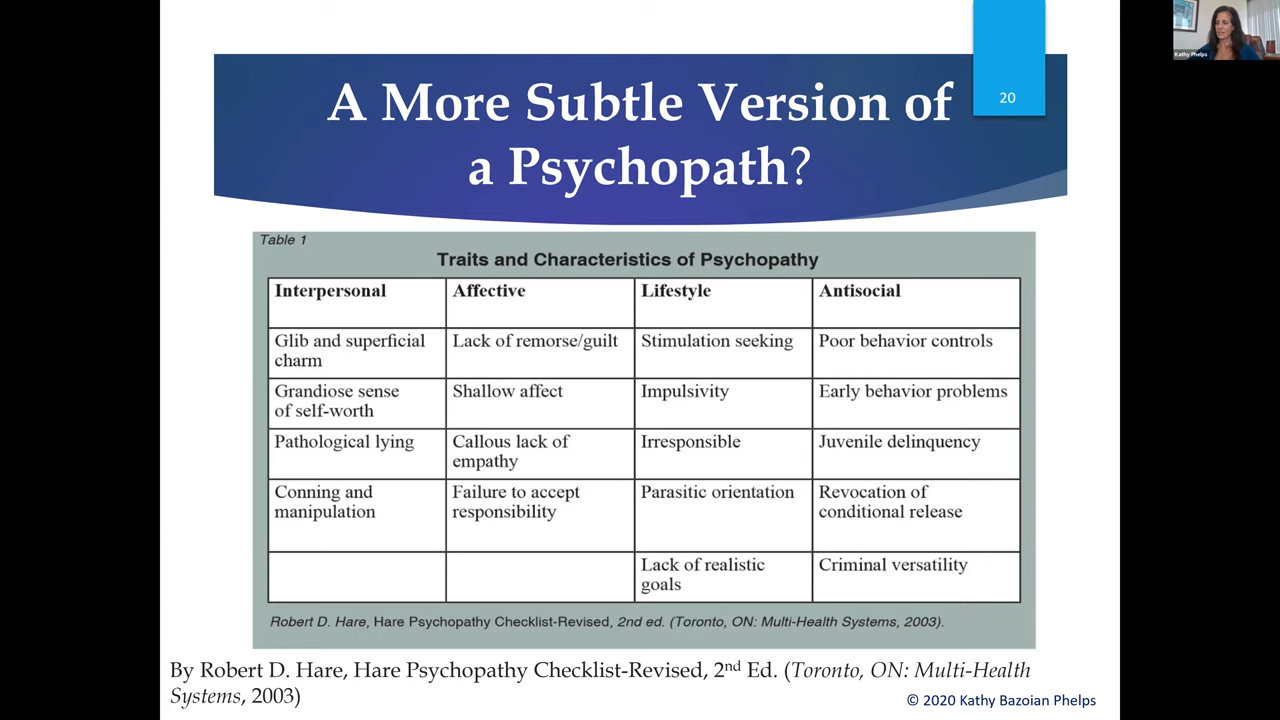 A More Subtle Version of
a Psychopath?
20
Kathy Phelps
Table 1
Traits and Characteristics of Psychopathy
Interpersonal Affective Lifestyle Antisocial
Glib and superficial Lack of remorse/guilt Stimulation seeking Poor behavior controls
charm
Grandiose sense Shallow affect Impulsivity Early behavior problems
of self-worth
Pathological lying Callous lack of Irresponsible Juvenile delinquency
empathy
Conning and Failure to accept Parasitic orientation Revocation of
manipulation responsibility conditional release
Lack of realistic Criminal versatility
goals
Robert D. Hare, Hare Psychopathy Checklist-Revised, 2nd ed. (Toronto, ON: Multi-Health Systems, 2003).
By Robert D. Hare, Hare Psychopathy Checklist-Revised, 2nd Ed. (Toronto, ON: Multi-Health
Systems, 2003)
© 2020 Kathy Bazoian Phelps